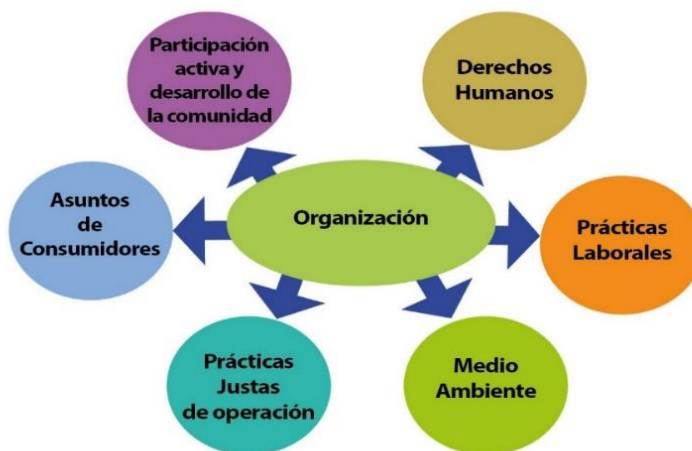 Participación
activa y
desarrollo de
la comunidad
Derechos
Humanos
Asuntos
de
Consumidores
Organización
Prácticas
Laborales
Prácticas
Justas
de operación
Medio
Ambiente